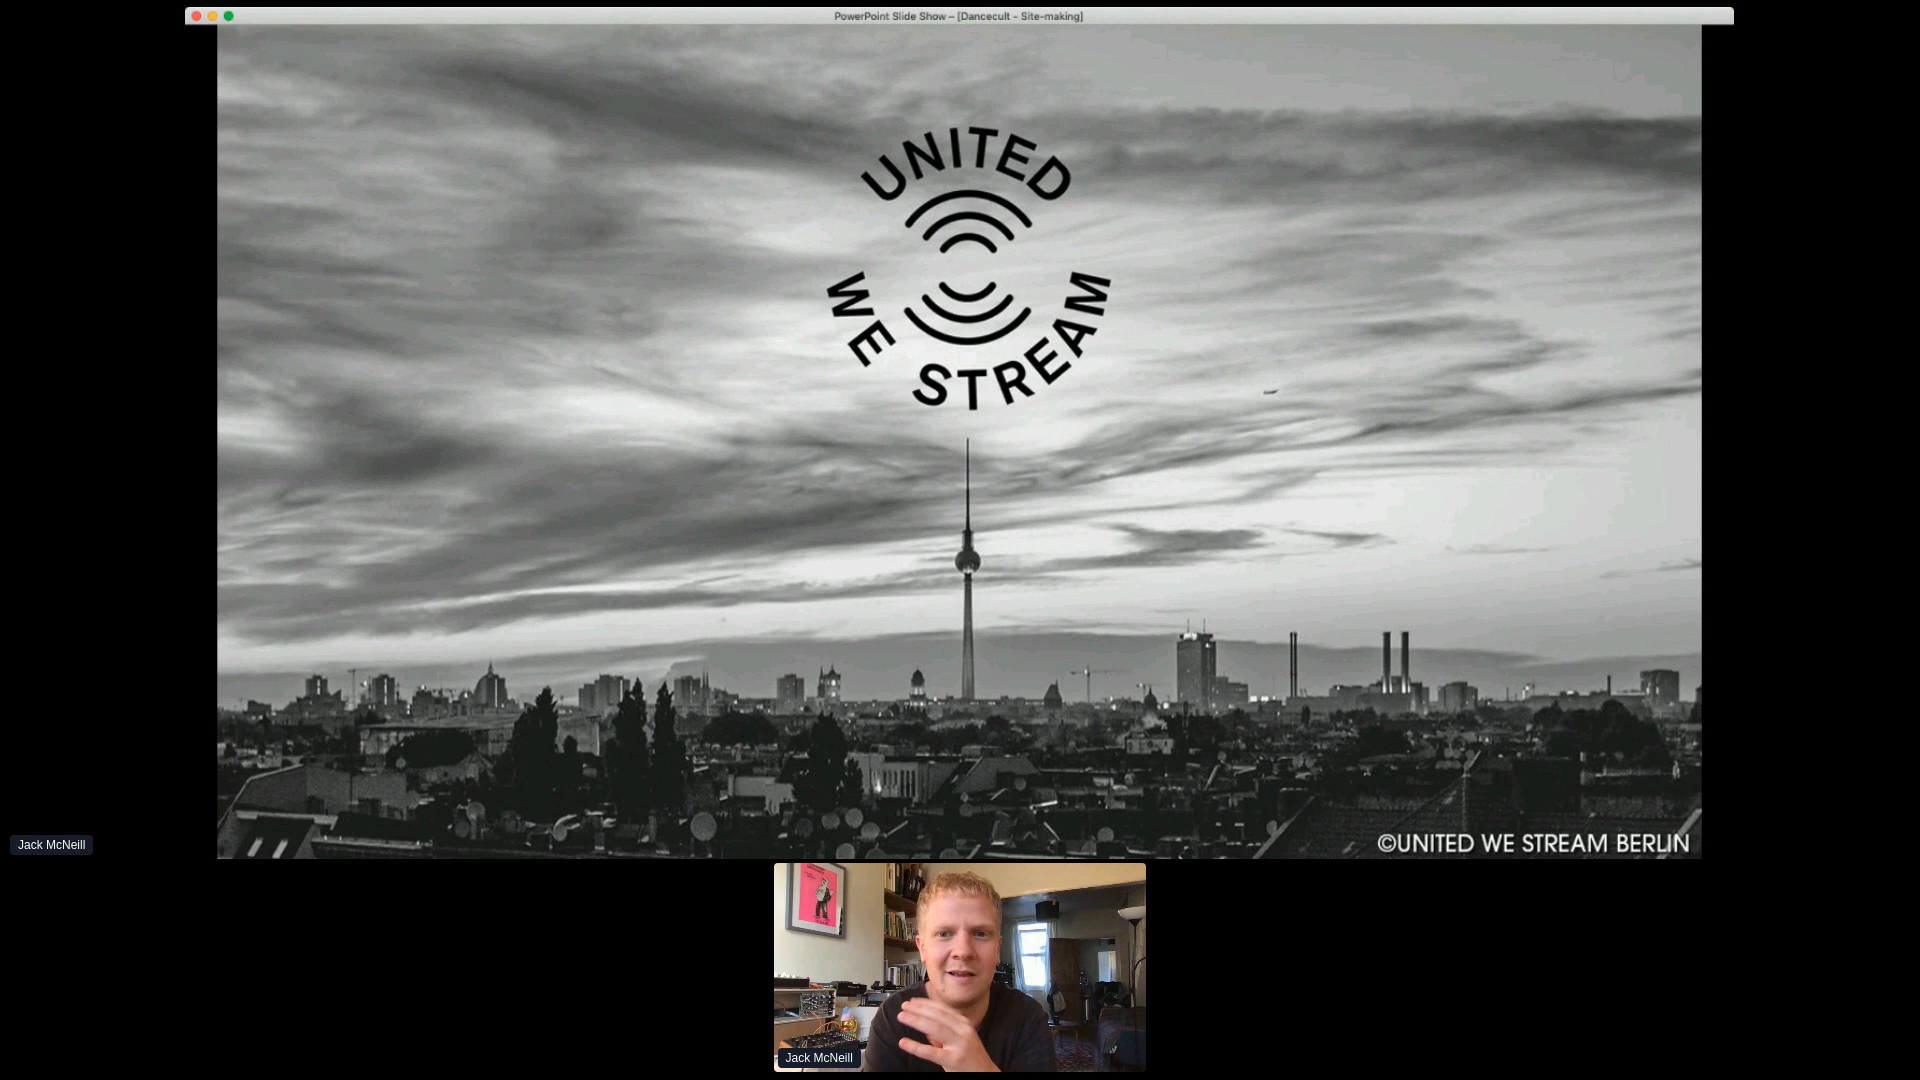 PowerPoint Slide Show – [Dancecult - Site-making]
UNITED
WE STREAM
©UNITED WE STREAM BERLIN
Jack McNeill
Jack McNeill